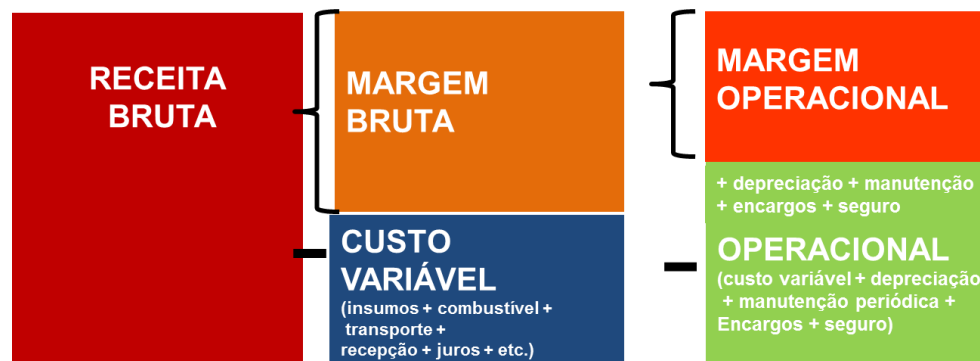 RECEITA
BRUTA
MARGEM
BRUTA
CUSTO
VARIÁVEL
(insumos + combustível +
transporte +
recepção + juros + etc.)
MARGEM
OPERACIONAL
+ depreciação + manutenção
+ encargos + seguro
OPERACIONAL
(custo variável + depreciação
+ manutenção periódica +
Encargos + seguro)